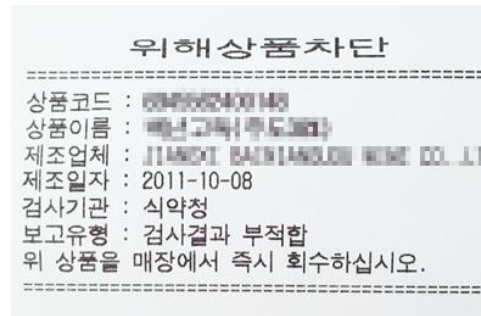 위해상품차단
==============================================
상품코드 :
상품이름 :
제조업체 :
제조일자 : 2011-10-08
검사기관 : 식약청
보고유형 : 검사결과 부적합
위 상품을 매장에서 즉시 회수하십시오.
==============================================